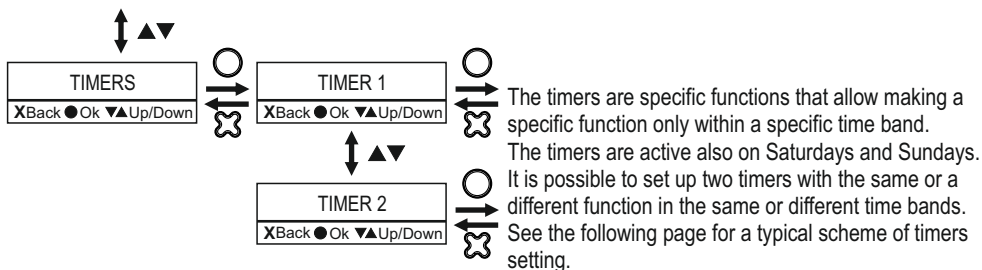 ▲▼
TIMERS
XBack ●Ok ▼▲Up/Down
TIMER 1
XBack ●Ok ▼▲Up/Down
▲▼
TIMER 2
XBack ●Ok ▼▲Up/Down
The timers are specific functions that allow making a
specific function only within a specific time band.
The timers are active also on Saturdays and Sundays.
It is possible to set up two timers with the same or a
different function in the same or different time bands.
See the following page for a typical scheme of timers
setting.